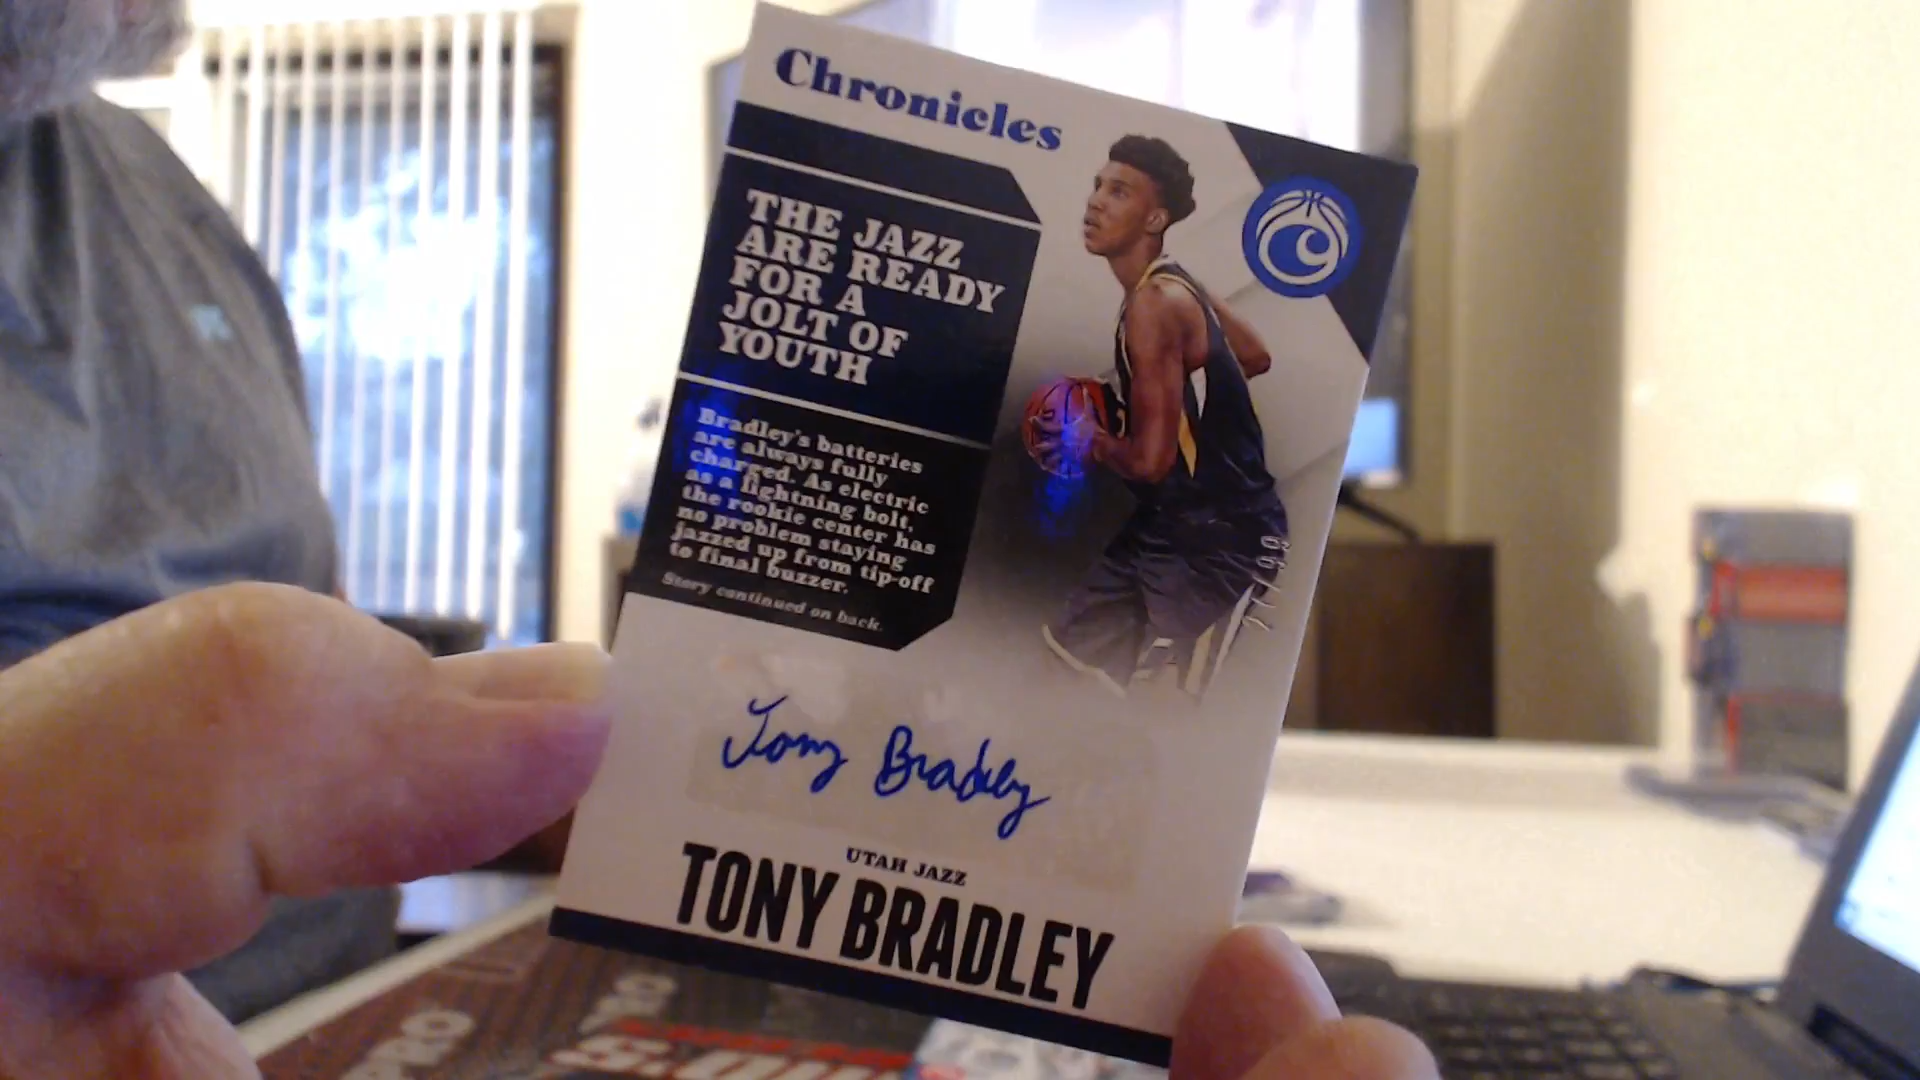 Chronicles
THE JAZZ
ARE READY
FOR A
JOLT OF
YOUTH
Bradley's batteries
are always fully
charged. As electric
as a lightning bolt,
the rookie center has
no problem staying
jazzed up from tip-off
to final buzzer.
Story continued on back.
Tony Bradley
UTAH JAZZ
TONY BRADLEY